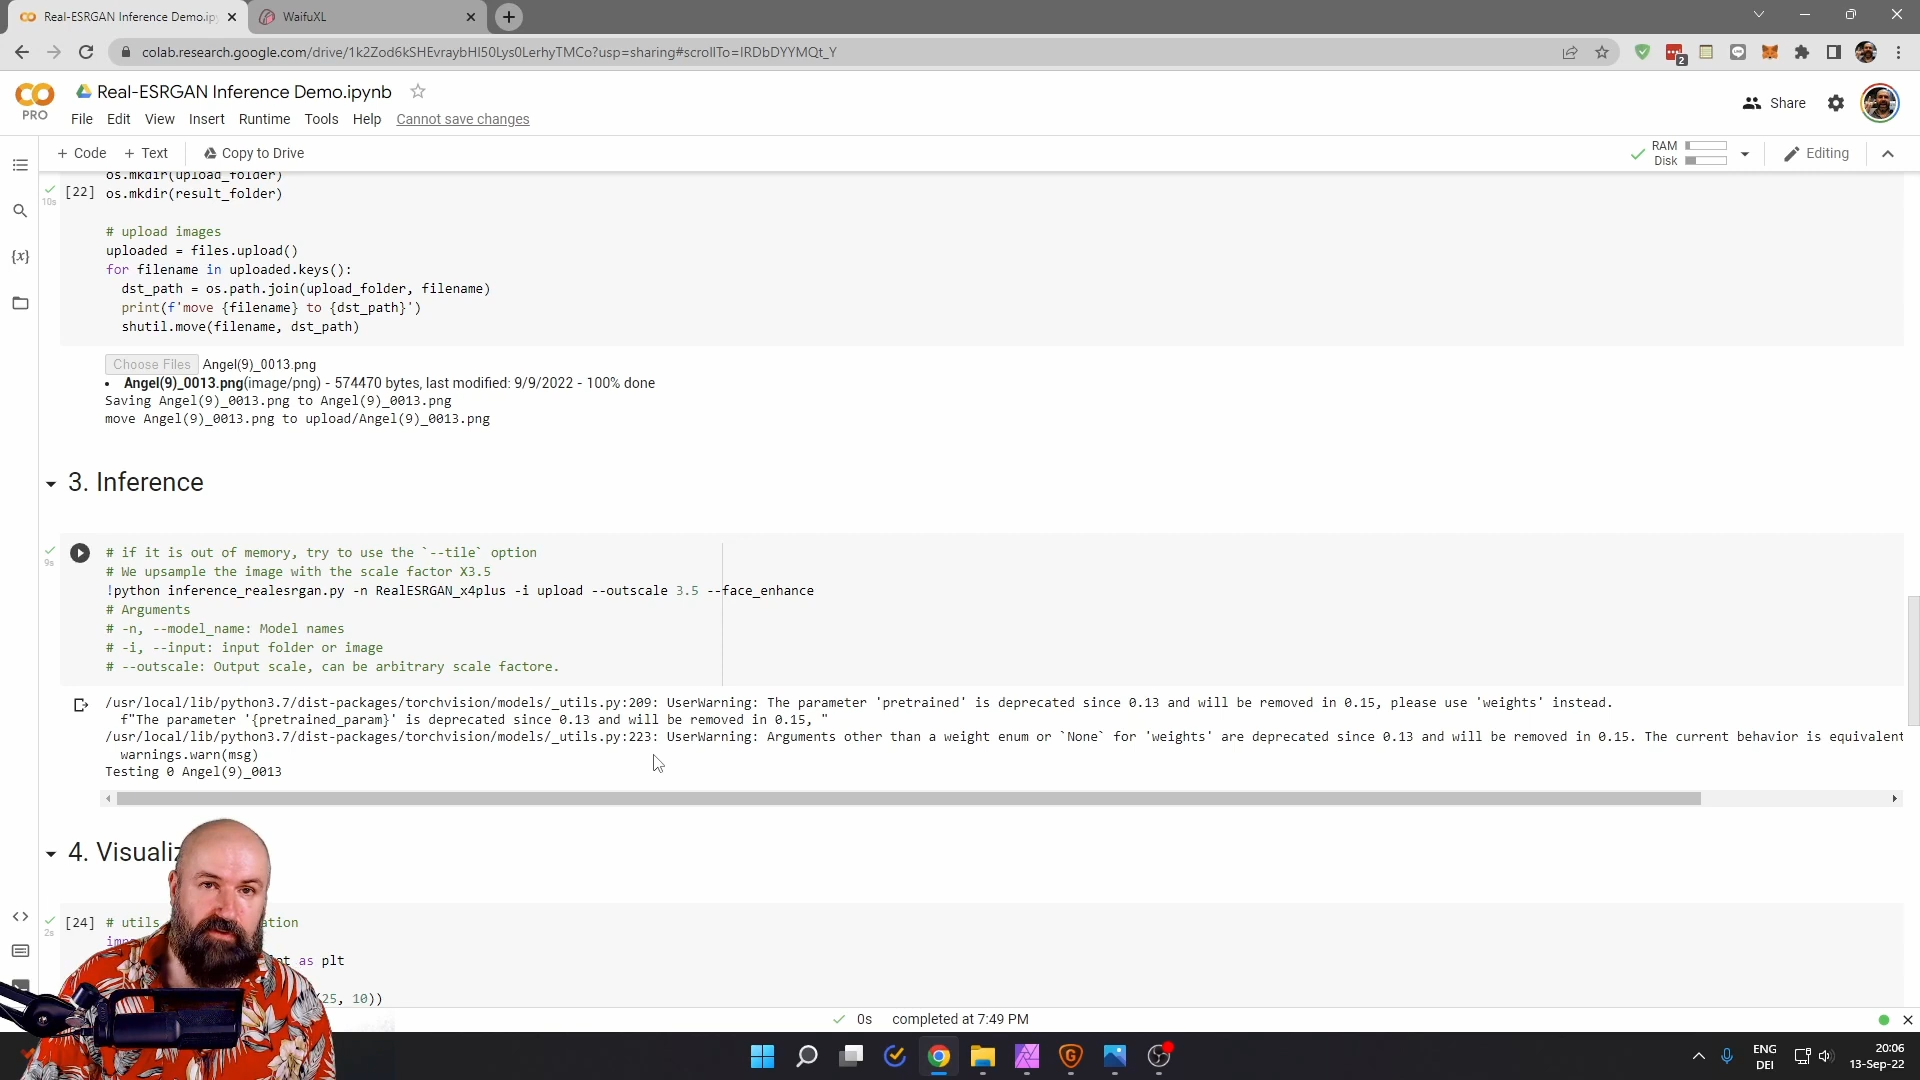 Real-ESRGAN Inference Demo.ip
WaifuXL
colab.research.google.com/drive/1k2Zod6kSHEvraybHI50Lys0LerhyTMCo?usp=sharing#scrollTo=IRDbDYYMQt_Y
2
PRO
Real-ESRGAN Inference Demo.ipynb
Share
File Edit View Insert Runtime Tools Help Cannot save changes
+ Code + Text Copy to Drive
RAM
Disk
Editing
os.mkdir(upload_folder)
[22] os.mkdir(result_folder)
10s
# upload images
uploaded = files.upload()
for filename in uploaded.keys():
dst_path = os.path.join(upload_folder, filename)
print(f'move {filename} to {dst_path}')
shutil.move(filename, dst_path)
Choose Files Angel(9)_0013.png
• Angel(9)_0013.png(image/png) - 574470 bytes, last modified: 9/9/2022 - 100% done
Saving Angel(9)_0013.png to Angel(9)_0013.png
move Angel(9)_0013.png to upload/Angel(9)_0013.png
3. Inference
9s
# if it is out of memory, try to use the `--tile` option
# We upsample the image with the scale factor X3.5
!python inference_realesrgan.py -n RealESRGAN_x4plus -i upload --outscale 3.5 --face_enhance
# Arguments
# -n, --model_name: Model names
# -i, --input: input folder or image
# --outscale: Output scale, can be arbitrary scale factore.
/usr/local/lib/python3.7/dist-packages/torchvision/models/_utils.py:209: UserWarning: The parameter 'pretrained' is deprecated since 0.13 and will be removed in 0.15, please use 'weights' instead.
f"The parameter '{pretrained_param}' is deprecated since 0.13 and will be removed in 0.15, "
/usr/local/lib/python3.7/dist-packages/torchvision/models/_utils.py:223: UserWarning: Arguments other than a weight enum or `None` for 'weights' are deprecated since 0.13 and will be removed in 0.15. The current behavior is equivalent
warnings.warn(msg)
Testing 0 Angel(9)_0013
4. Visualiz
[24] # utils ation
2s
imp
lot as plt
25, 10))
0s completed at 7:49 PM
ENG
DEI
20:06
13-Sep-22